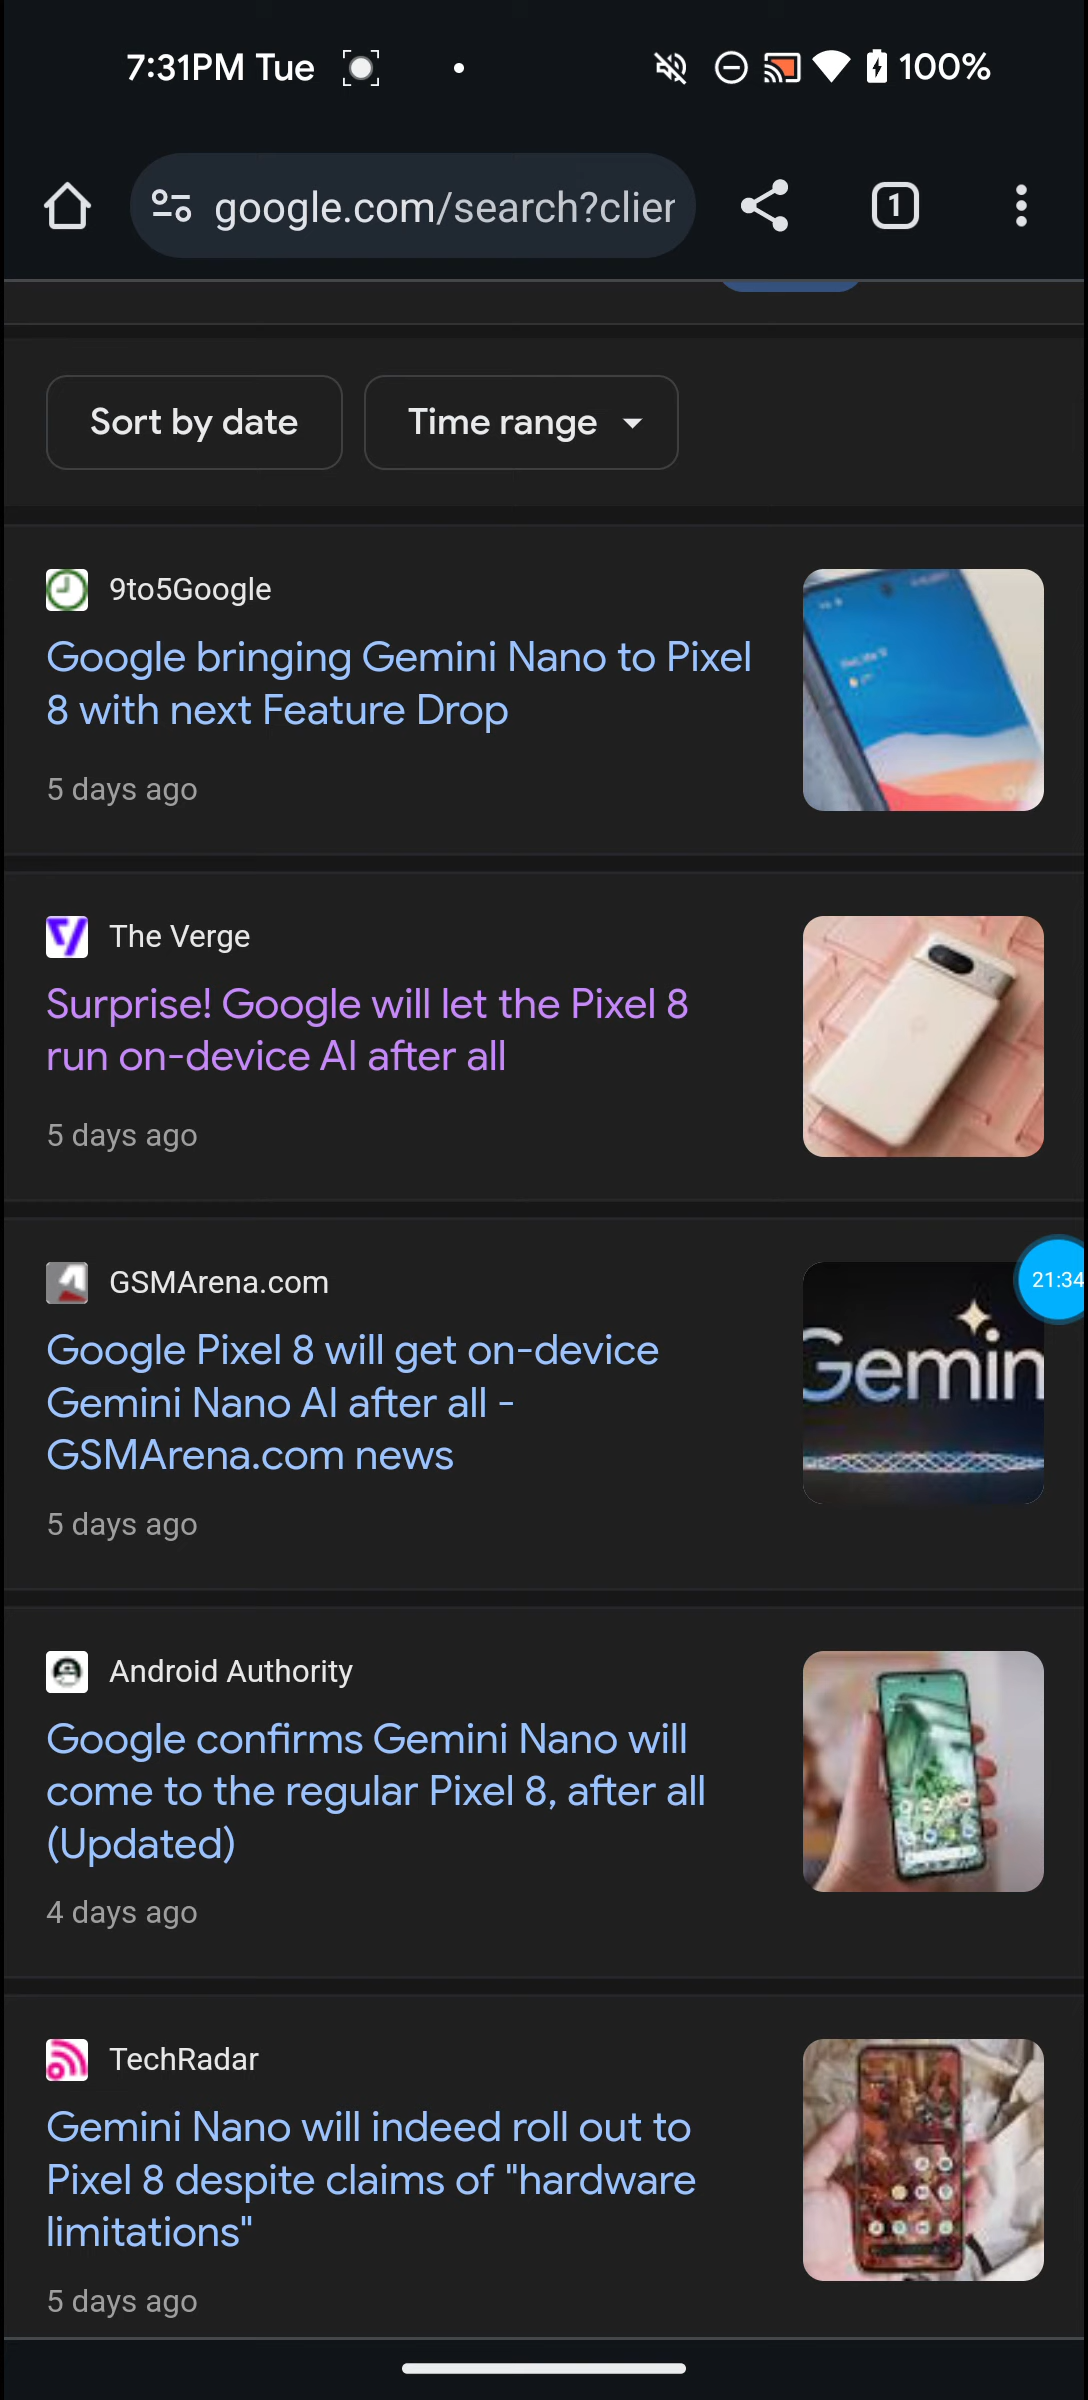 7:31PM Tue 100%
google.com/search?clier
1
Sort by date Time range
9to5Google
Google bringing Gemini Nano to Pixel
8 with next Feature Drop
5 days ago
The Verge
Surprise! Google will let the Pixel 8
run on-device AI after all
5 days ago
GSMArena.com
21:34
Google Pixel 8 will get on-device
Gemini Nano AI after all -
GSMArena.com news
Gemin
5 days ago
Android Authority
Google confirms Gemini Nano will
come to the regular Pixel 8, after all
(Updated)
4 days ago
TechRadar
Gemini Nano will indeed roll out to
Pixel 8 despite claims of "hardware
limitations"
5 days ago